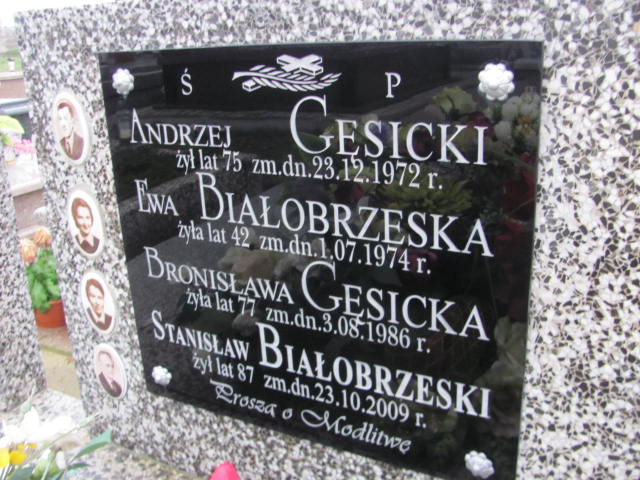 Ś P
ANDRZEJ GĘSICKI
żył lat 75 zm.dn.23.12.1972 r.
EWA BIAŁOBRZESKA
żyła lat 42 zm.dn.1.07.1974 r.
BRONISŁAWA GĘSICKA
żyła lat 77 zm.dn.3.08.1986 r.
STANISŁAW BIAŁOBRZESKI
żył lat 87 zm.dn.23.10.2009 r.
Proszą o Modlitwę